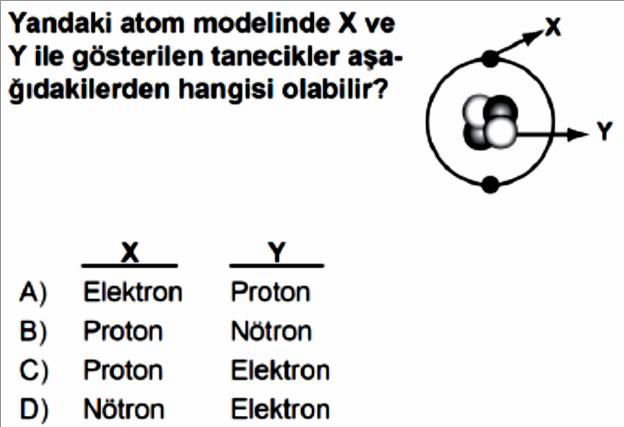 Yandaki atom modelinde X ve
Y ile gösterilen tanecikler aşa-
ğıdakilerden hangisi olabilir?
X
Y
X Y
A) Elektron Proton
B) Proton Nötron
C) Proton Elektron
D) Nötron Elektron